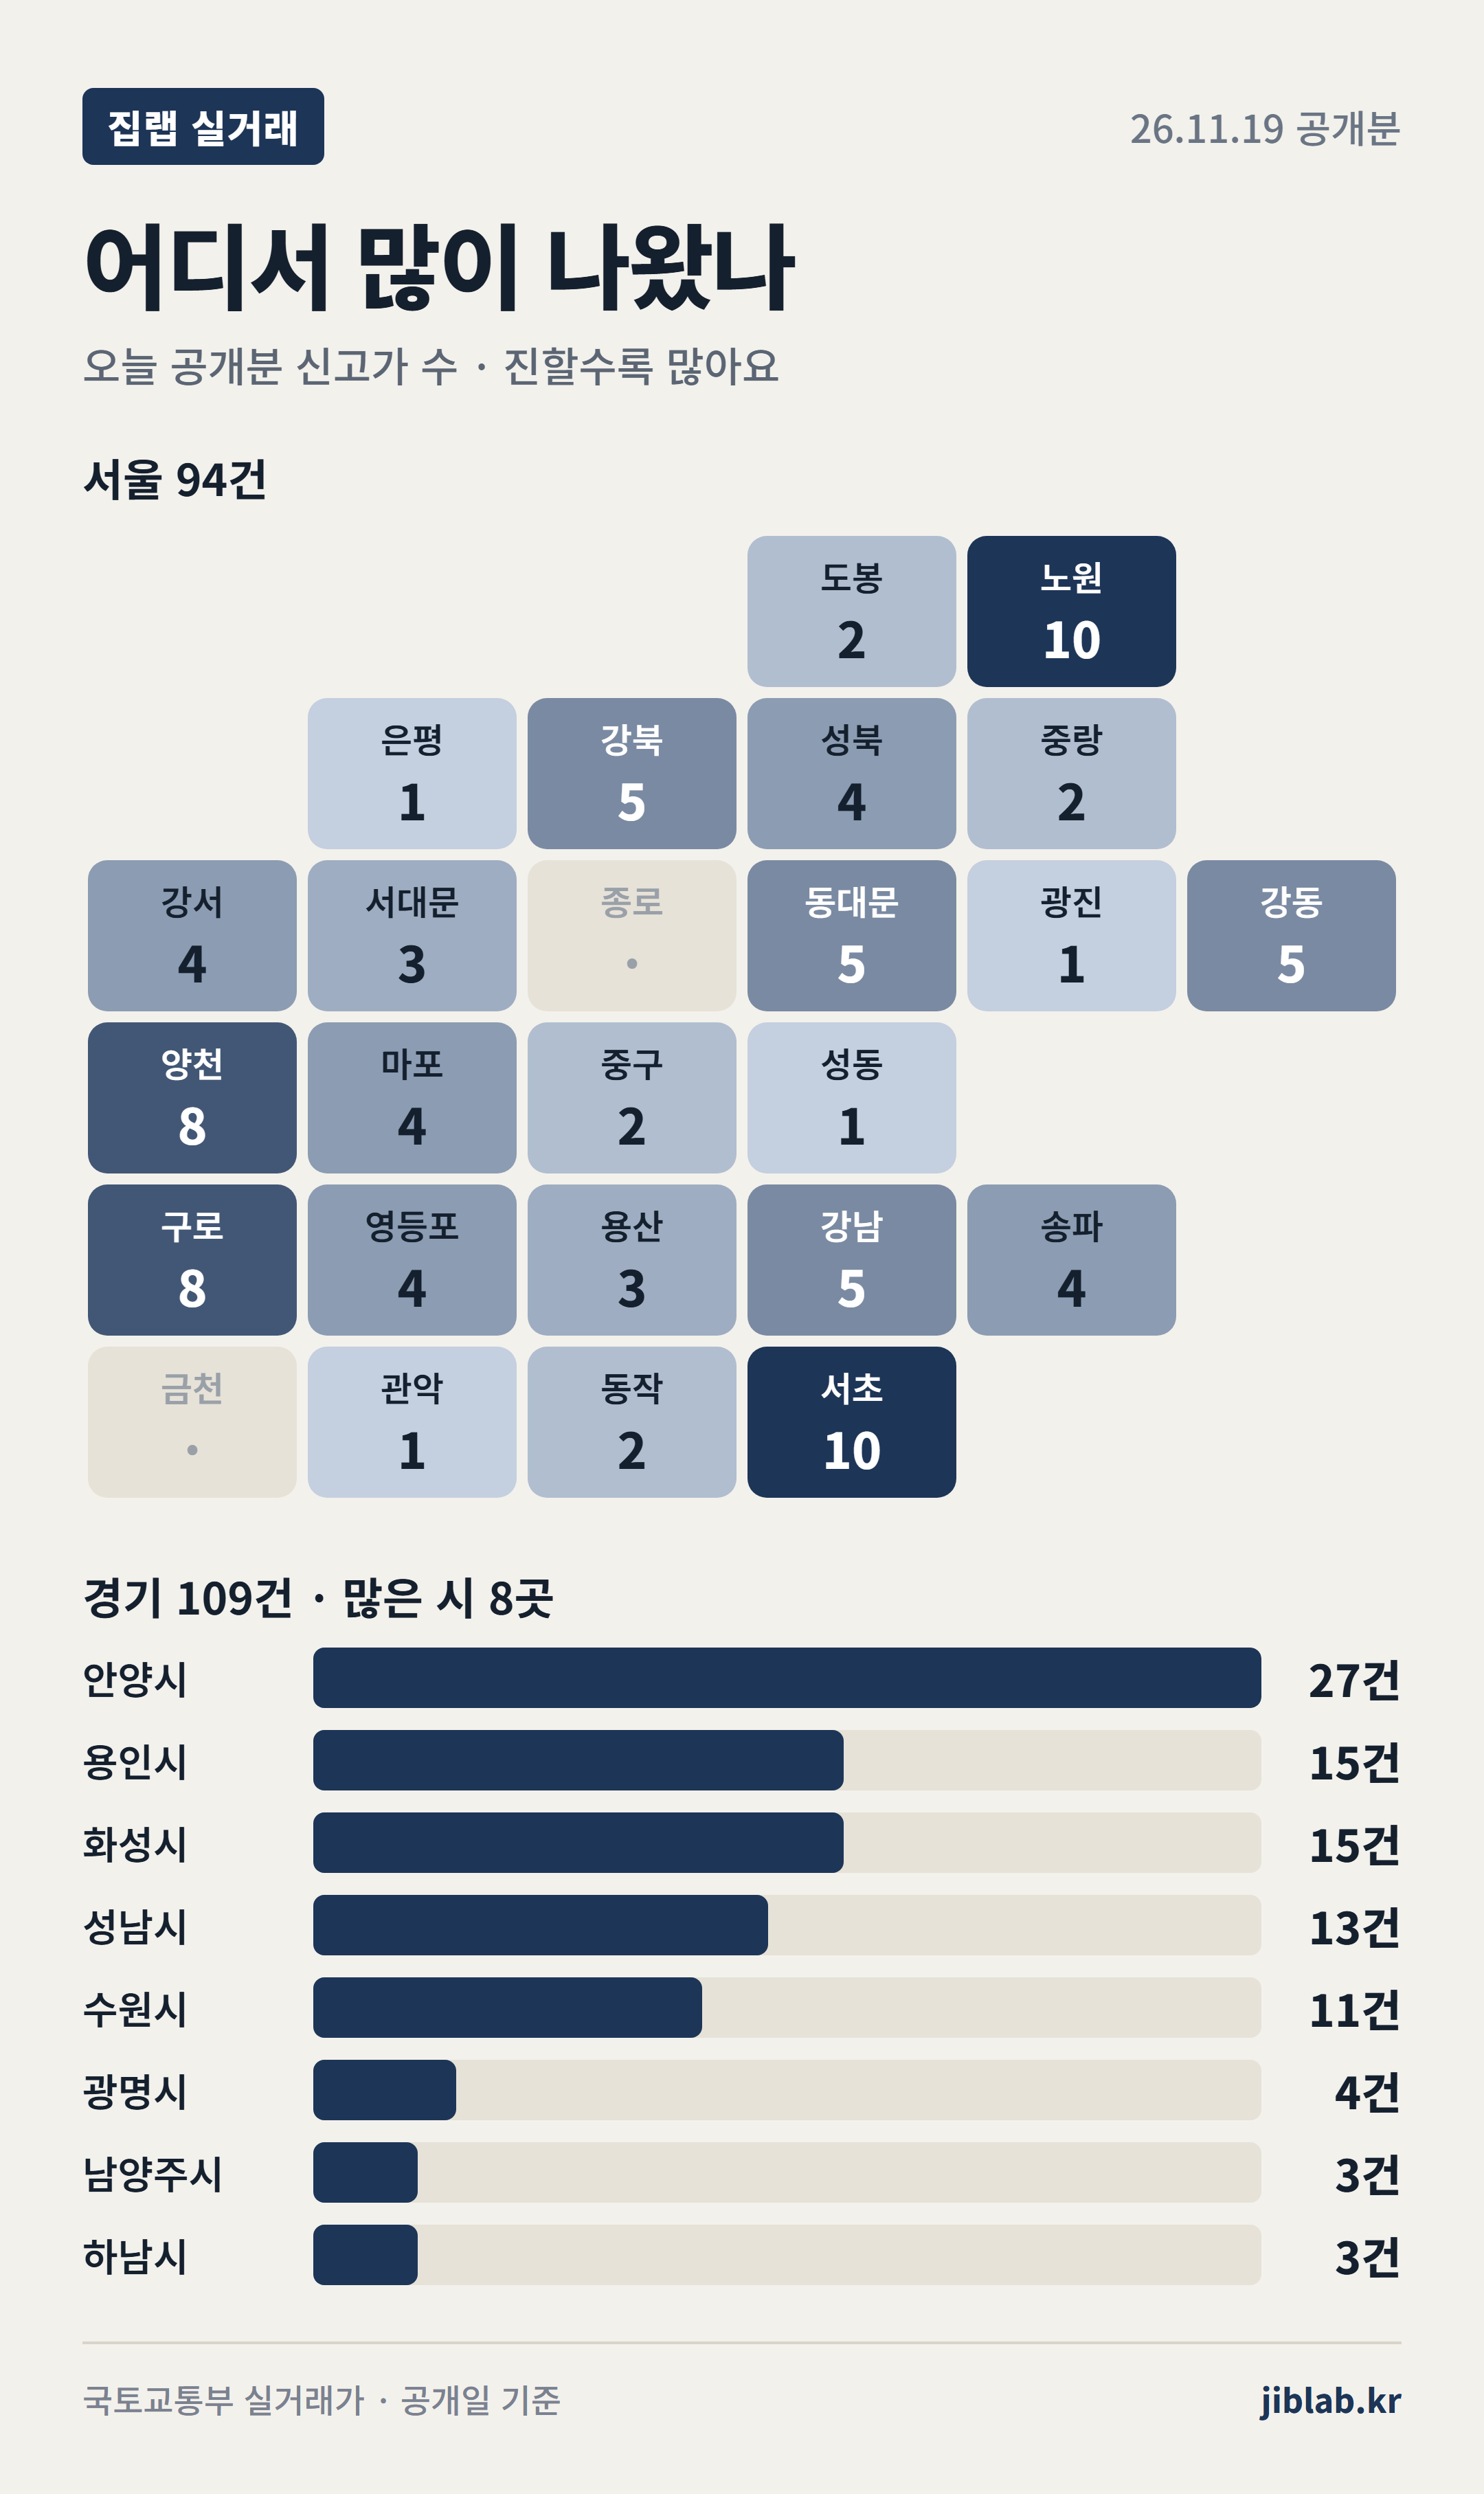 집랩 실거래
26.11.19 공개분
어디서 많이 나왔나
오늘 공개분 신고가 수 · 진할수록 많아요
서울 94건
도봉 노원
2 10
은평 강북 성북 중랑
1 5 4 2
강서 서대문 종로 동대문 광진 강동
4 3 · 5 1 5
양천 마포 중구 성동
8 4 2 1
구로 영등포 용산 강남 송파
8 4 3 5 4
금천 관악 동작 서초
· 1 2 10
경기 109건 · 많은 시 8곳
안양시 27건
용인시 15건
화성시 15건
성남시 13건
수원시 11건
광명시 4건
남양주시 3건
하남시 3건
국토교통부 실거래가 · 공개일 기준
jiblab.kr